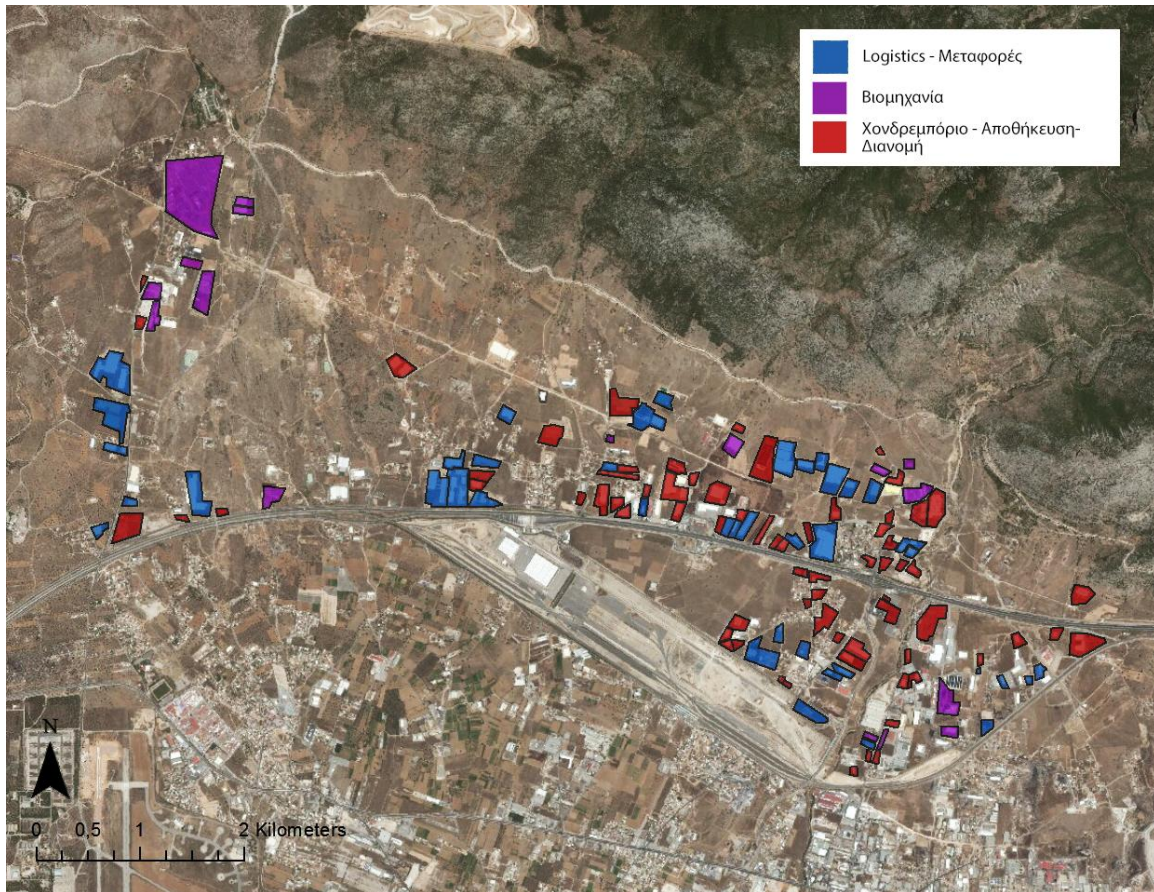 Logistics - Μεταφορές
Βιομηχανία
Χονδρεμπόριο - Αποθήκευση-
Διανομή
N
0 0,5 1 2 Kilometers